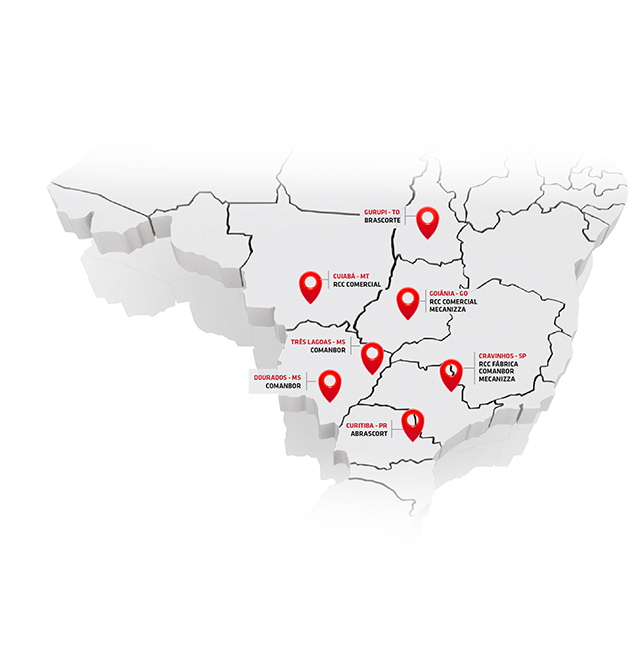 GURUPI - TO
BRASCORTE
CUIABÁ - MT
RCC COMERCIAL
GOIÂNIA - GO
RCC COMERCIAL
MECANIZZA
TRÊS LAGOAS - MS
COMANBOR
CRAVINHOS - SP
RCC FÁBRICA
COMANBOR
MECANIZZA
DOURADOS - MS
COMANBOR
CURITIBA - PR
ABRASCORT